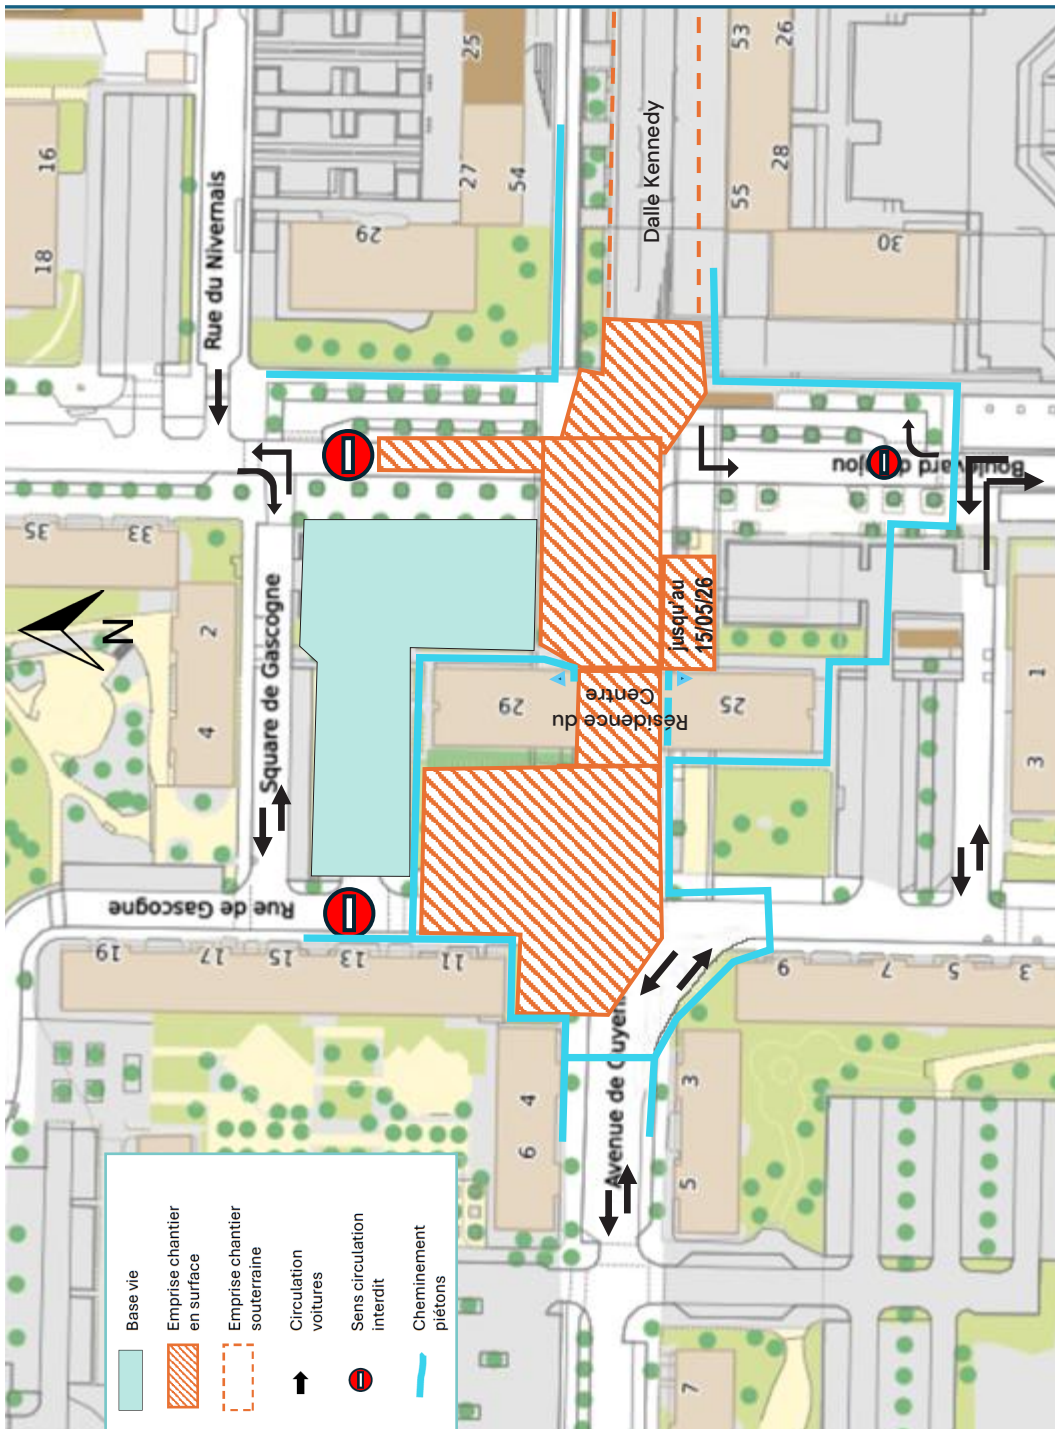 Rue du Nivernais
Dalle Kennedy
Square de Gascogne
Rue de Gascogne
jusqu'au
15/05/26
Résidence du
Centre
Avenue de Guyenne
N
16
18
25
27
54
29
53
26
28
55
30
35
33
2
4
29
25
1
3
19
17
15
13
11
9
7
5
3
4
6
3
5
7
Base vie
Emprise chantier
en surface
Emprise chantier
souterraine
Circulation
voitures
Sens circulation
interdit
Cheminement
piétons